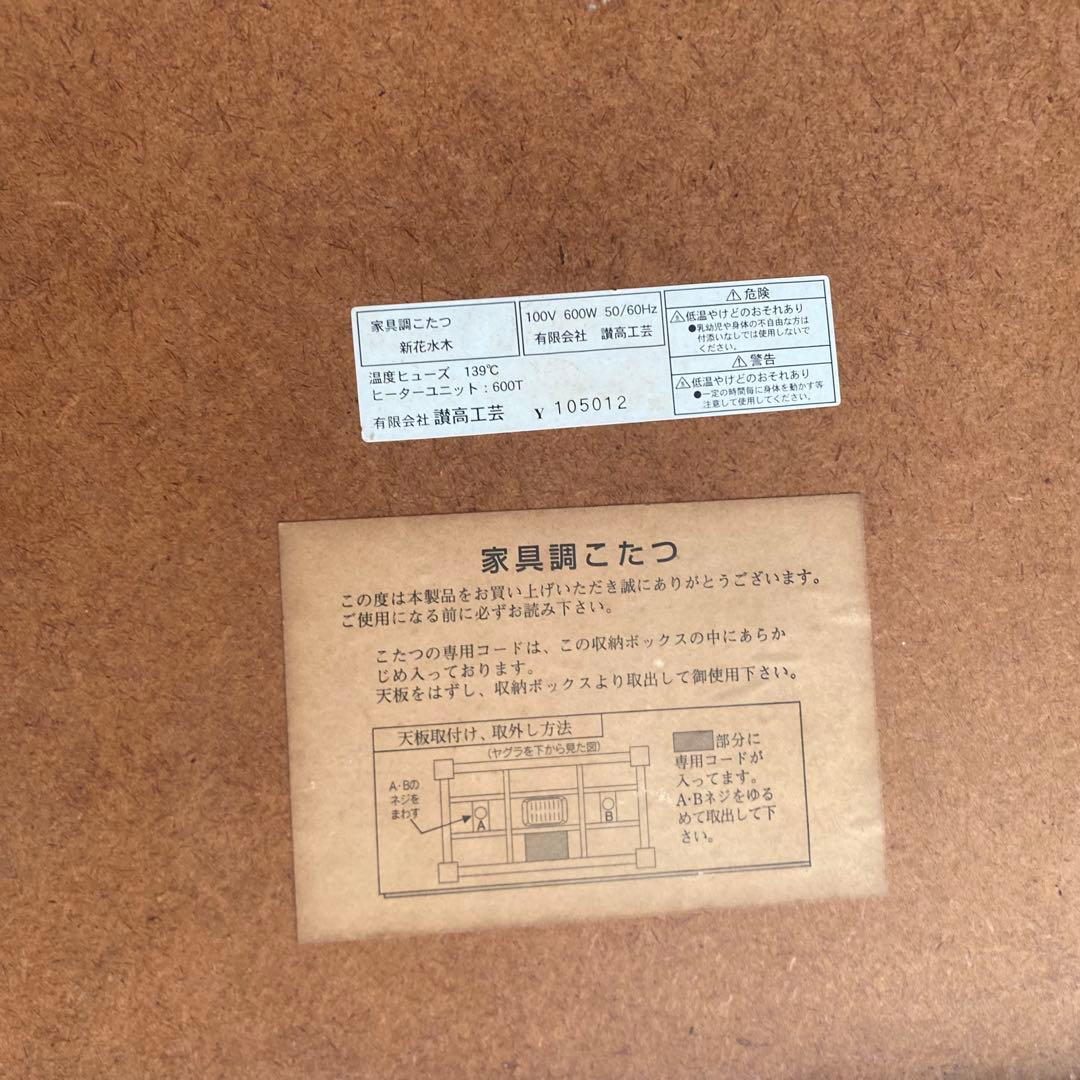 家具調こたつ
新花水木
100V 600W 50/60Hz
有限会社 讃高工芸
温度ヒューズ 139℃
ヒーターユニット：600T
有限会社 讃高工芸 Y 105012
⚠危険
⚠低温やけどのおそれあり
●乳幼児や身体の不自由な方は
付添いなしでは使用しないで
ください。
⚠警告
⚠低温やけどのおそれあり
●一定の時間毎に身体を動かす等
注意して使用してください。
家具調こたつ
この度は本製品をお買い上げいただき誠にありがとうございます。
ご使用になる前に必ずお読み下さい。
こたつの専用コードは、この収納ボックスの中にあらか
じめ入っております。
天板をはずし、収納ボックスより取出して御使用下さい。
天板取付け、取外し方法
(ヤグラを下から見た図)
A・Bの
ネジを
まわす
A
B
部分に
専用コードが
入ってます。
A・Bネジをゆる
めて取出して下
さい。